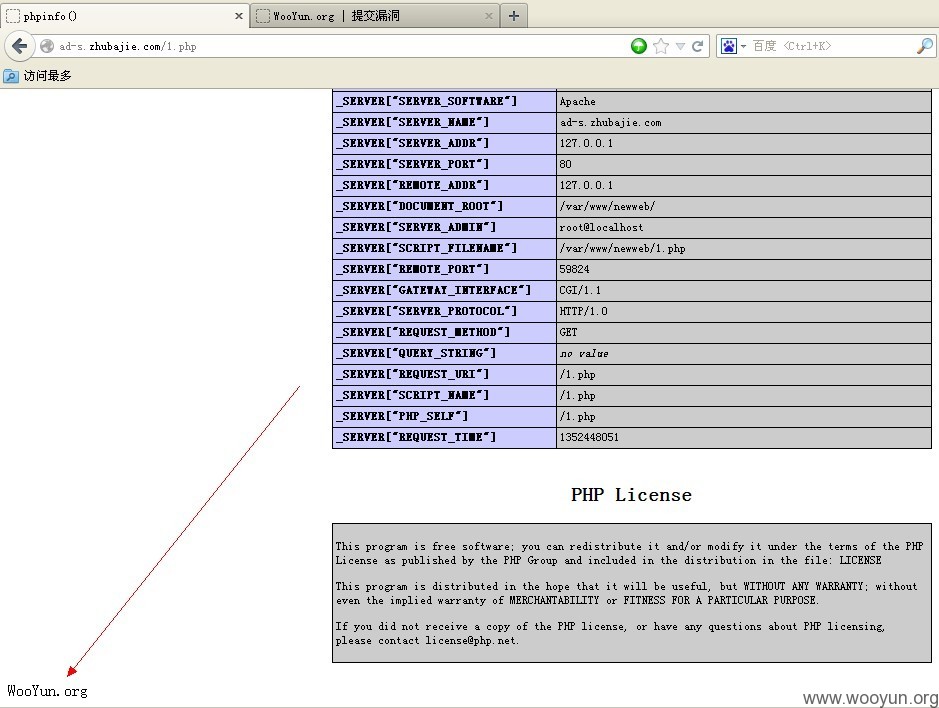 phpinfo()
WooYun.org | 提交漏洞
ad-s.zhubajie.com/1.php
百度 <Ctrl+K>
访问最多
_SERVER["SERVER_SOFTWARE"] Apache
_SERVER["SERVER_NAME"] ad-s.zhubajie.com
_SERVER["SERVER_ADDR"] 127.0.0.1
_SERVER["SERVER_PORT"] 80
_SERVER["REMOTE_ADDR"] 127.0.0.1
_SERVER["DOCUMENT_ROOT"] /var/www/newweb/
_SERVER["SERVER_ADMIN"] root@localhost
_SERVER["SCRIPT_FILENAME"] /var/www/newweb/1.php
_SERVER["REMOTE_PORT"] 59824
_SERVER["GATEWAY_INTERFACE"] CGI/1.1
_SERVER["SERVER_PROTOCOL"] HTTP/1.0
_SERVER["REQUEST_METHOD"] GET
_SERVER["QUERY_STRING"] no value
_SERVER["REQUEST_URI"] /1.php
_SERVER["SCRIPT_NAME"] /1.php
_SERVER["PHP_SELF"] /1.php
_SERVER["REQUEST_TIME"] 1352448051
PHP License
This program is free software; you can redistribute it and/or modify it under the terms of the PHP
License as published by the PHP Group and included in the distribution in the file: LICENSE
This program is distributed in the hope that it will be useful, but WITHOUT ANY WARRANTY; without
even the implied warranty of MERCHANTABILITY or FITNESS FOR A PARTICULAR PURPOSE.
If you did not receive a copy of the PHP license, or have any questions about PHP licensing,
please contact license@php.net.
WooYun.org
www.wooyun.org